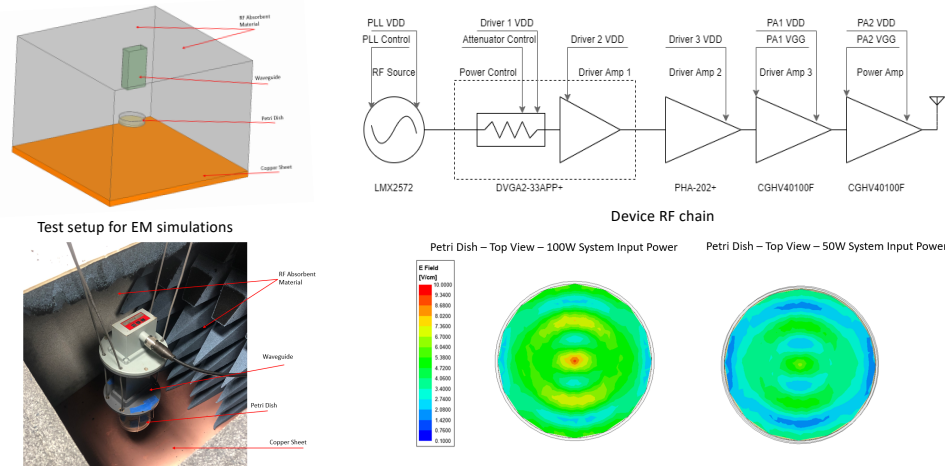 RF Absorbent
Material
Waveguide
Petri Dish
Copper Sheet
Test setup for EM simulations
PLL VDD
PLL Control
RF Source
LMX2572
Driver 1 VDD
Attenuator Control
Power Control
Driver 2 VDD
Driver Amp 1
DVGA2-33APP+
Driver 3 VDD
Driver Amp 2
PHA-202+
PA1 VDD
PA1 VGG
Driver Amp 3
CGHV40100F
PA2 VDD
PA2 VGG
Power Amp
CGHV40100F
Device RF chain
RF Absorbent
Material
Waveguide
Petri Dish
Copper Sheet
Petri Dish – Top View – 100W System Input Power
Petri Dish – Top View – 50W System Input Power
E Field
[V/cm]
10.0000
9.3400
8.6800
8.0200
7.3600
6.7000
6.0400
5.3800
4.7200
4.0600
3.4000
2.7400
2.0800
1.4200
0.7600
0.1000